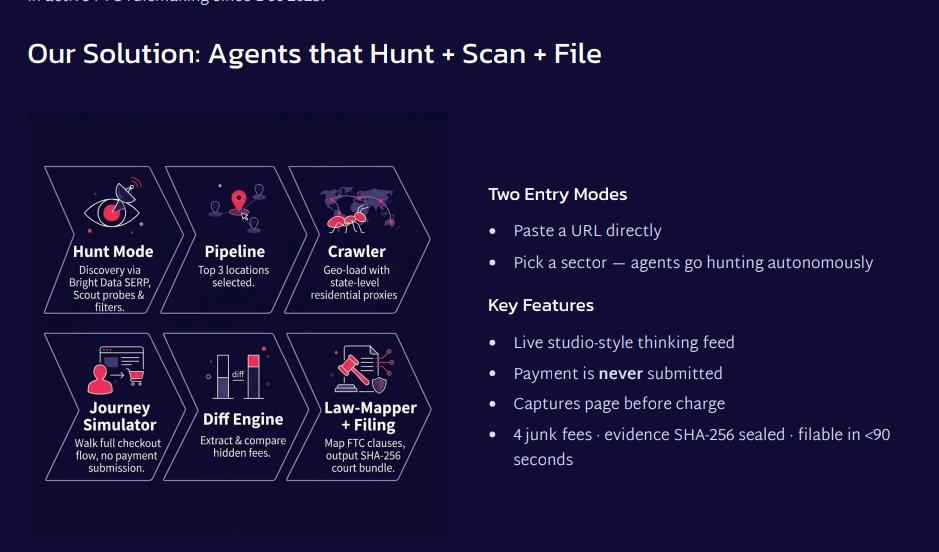 Our Solution: Agents that Hunt + Scan + File
Hunt Mode
Discovery via
Bright Data SERP,
Scout probes &
filters.
Pipeline
Top 3 locations
selected.
Crawler
Geo-load with
state-level
residential proxies
Journey
Simulator
Walk full checkout
flow, no payment
submission.
diff
Diff Engine
Extract & compare
hidden fees.
Law-Mapper
+ Filing
Map FTC clauses,
output SHA-256
court bundle.
Two Entry Modes
• Paste a URL directly
• Pick a sector — agents go hunting autonomously
Key Features
• Live studio-style thinking feed
• Payment is never submitted
• Captures page before charge
• 4 junk fees · evidence SHA-256 sealed · filable in <90
seconds